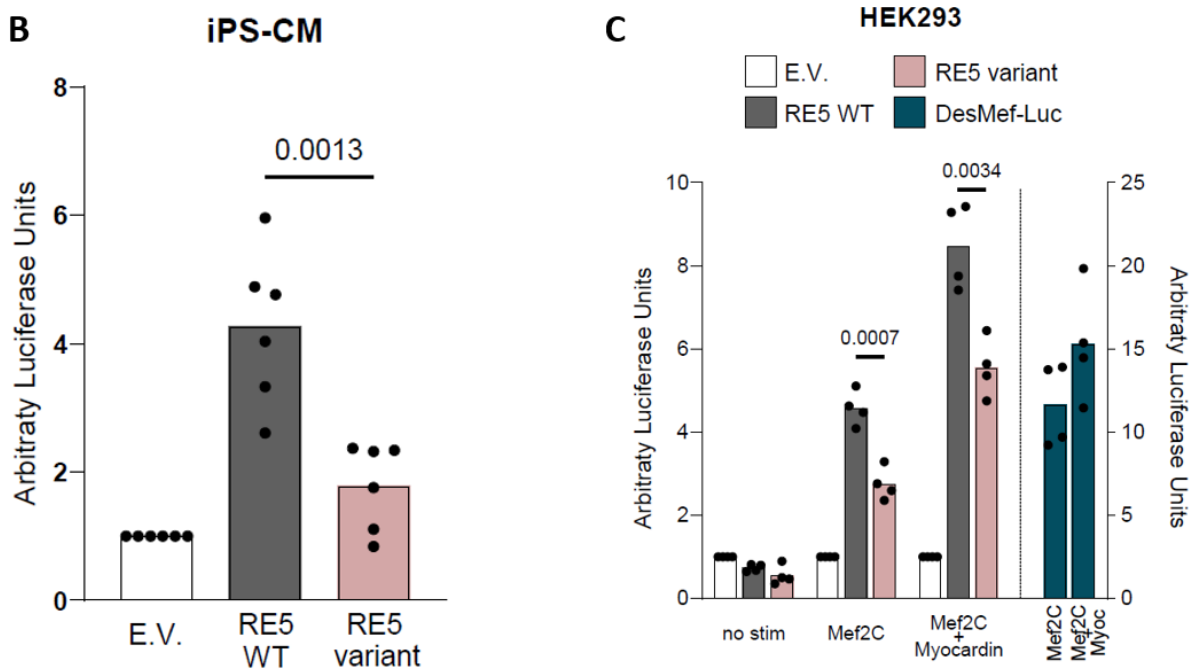 B
iPS-CM
Arbitraty Luciferase Units
8
6
4
2
0
0.0013
E.V.
RE5
WT
RE5
variant
C
HEK293
E.V.
RE5 variant
RE5 WT
DesMef-Luc
Arbitraty Luciferase Units
10
8
6
4
2
0
0.0007
0.0034
25
20
15
10
5
0
Arbitraty Luciferase Units
no stim
Mef2C
Mef2C
+
Myocardin
Mef2C
Mef2C
+
Myoc